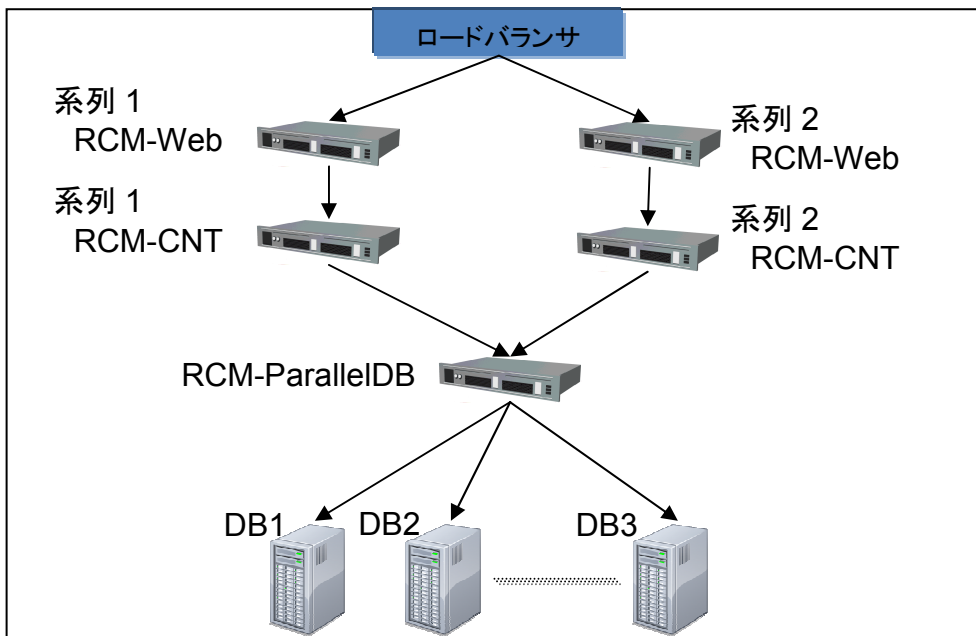 ロードバランサ
系列 1
RCM-Web
系列 2
RCM-Web
系列 1
RCM-CNT
系列 2
RCM-CNT
RCM-ParallelDB
DB1
DB2
DB3